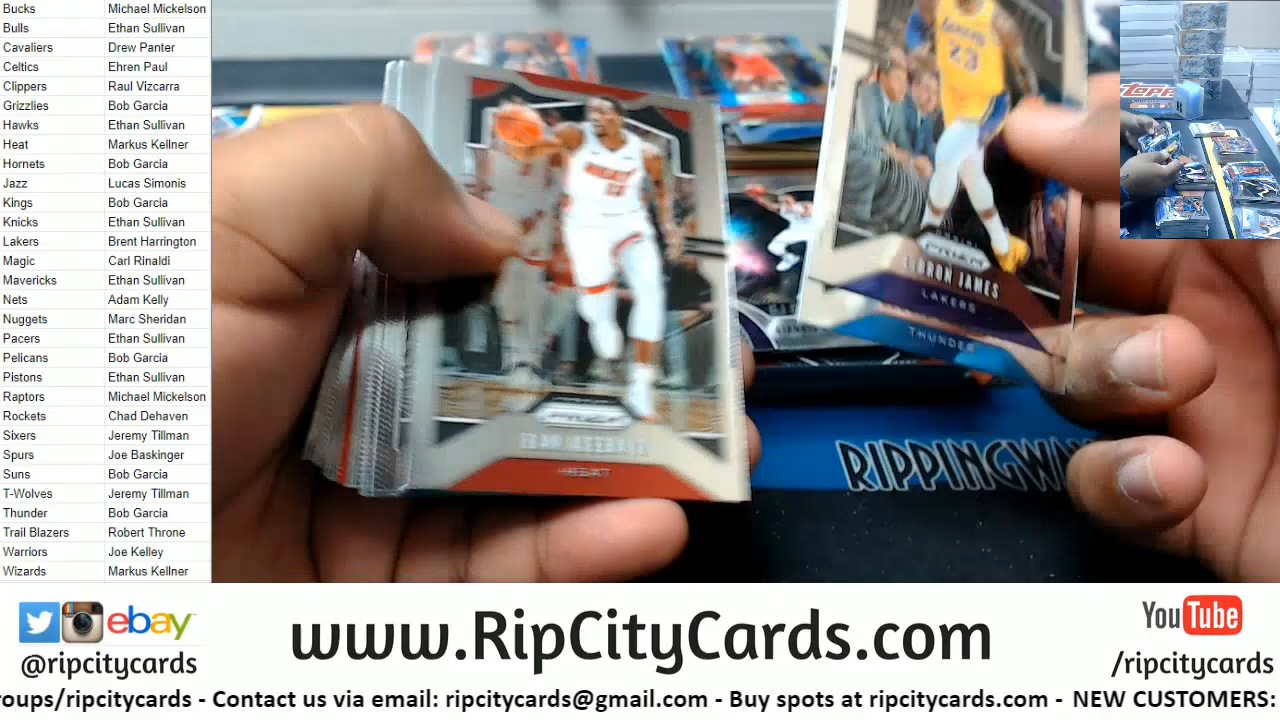 Bucks Michael Mickelson
Bulls Ethan Sullivan
Cavaliers Drew Panter
Celtics Ehren Paul
Clippers Raul Vizcarra
Grizzlies Bob Garcia
Hawks Ethan Sullivan
Heat Markus Kellner
Hornets Bob Garcia
Jazz Lucas Simonis
Kings Bob Garcia
Knicks Ethan Sullivan
Lakers Brent Harrington
Magic Carl Rinaldi
Mavericks Ethan Sullivan
Nets Adam Kelly
Nuggets Marc Sheridan
Pacers Ethan Sullivan
Pelicans Bob Garcia
Pistons Ethan Sullivan
Raptors Michael Mickelson
Rockets Chad Dehaven
Sixers Jeremy Tillman
Spurs Joe Baskinger
Suns Bob Garcia
T-Wolves Jeremy Tillman
Thunder Bob Garcia
Trail Blazers Robert Throne
Warriors Joe Kelley
Wizards Markus Kellner
23
PRIZM
LEBRON JAMES
LAKERS
THUNDER
PRIZM
HEAT
RIPPINGWA
TOPPS
ebay
@ripcitycards
www.RipCityCards.com
YouTube
/ripcitycards
roups/ripcitycards - Contact us via email: ripcitycards@gmail.com - Buy spots at ripcitycards.com - NEW CUSTOMERS: